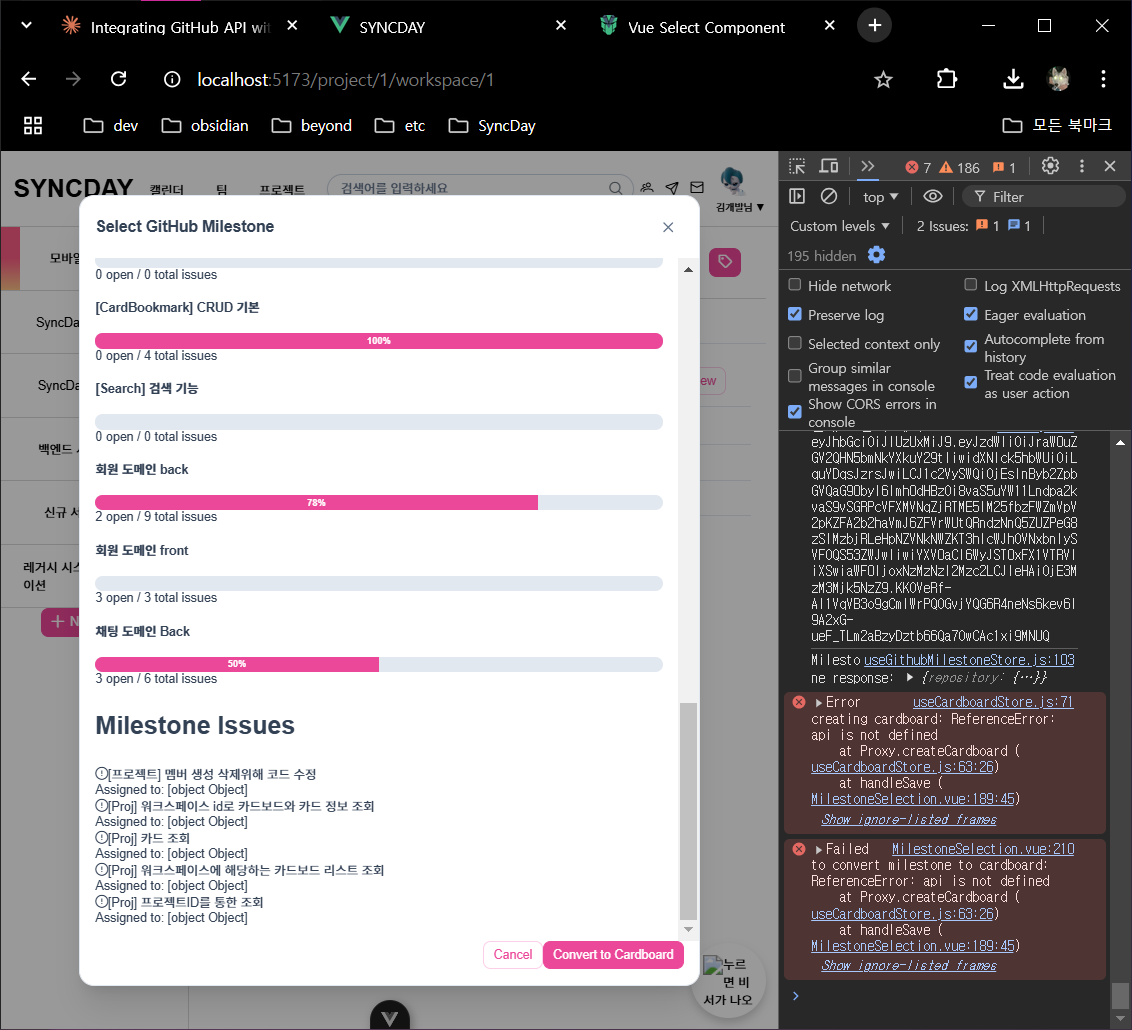 Integrating GitHub API wit
SYNCDAY
Vue Select Component
localhost:5173/project/1/workspace/1
dev
obsidian
beyond
etc
SyncDay
모든 북마크
SYNCDAY
캘린더
팀
프로젝트
검색어를 입력하세요
김개발님 ▼
모바일
SyncDa
SyncDa
백엔드
신규 서
레거시 시스
이션
+ N
ew
Select GitHub Milestone
0 open / 0 total issues
[CardBookmark] CRUD 기본
100%
0 open / 4 total issues
[Search] 검색 기능
0 open / 0 total issues
회원 도메인 back
78%
2 open / 9 total issues
회원 도메인 front
3 open / 3 total issues
채팅 도메인 Back
50%
3 open / 6 total issues
Milestone Issues
[프로젝트] 멤버 생성 삭제위해 코드 수정
Assigned to: [object Object]
[Proj] 워크스페이스 id로 카드보드와 카드 정보 조회
Assigned to: [object Object]
[Proj] 카드 조회
Assigned to: [object Object]
[Proj] 워크스페이스에 해당하는 카드보드 리스트 조회
Assigned to: [object Object]
[Proj] 프로젝트ID를 통한 조회
Assigned to: [object Object]
Cancel
Convert to Cardboard
누르
면 비
서가 나오
7
186
1
top ▼
Filter
Custom levels ▼
2 Issues:
1
1
195 hidden
Hide network
Log XMLHttpRequests
Preserve log
Eager evaluation
Selected context only
Autocomplete from
history
Group similar
messages in console
Treat code evaluation
as user action
Show CORS errors in
console
Milesto useGithubMilestoneStore.js:103
ne response: ▶ {repository: {…}}
▶Error useCardboardStore.js:71
creating cardboard: ReferenceError:
api is not defined
at Proxy.createCardboard (
useCardboardStore.js:63:26)
at handleSave (
MilestoneSelection.vue:189:45)
Show ignore-listed frames
▶Failed MilestoneSelection.vue:210
to convert milestone to cardboard:
ReferenceError: api is not defined
at Proxy.createCardboard (
useCardboardStore.js:63:26)
at handleSave (
MilestoneSelection.vue:189:45)
Show ignore-listed frames